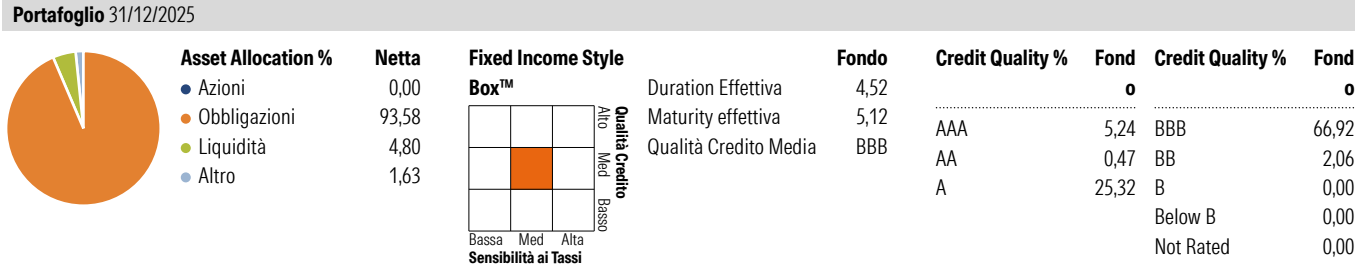 Portafoglio 31/12/2025
Asset Allocation % Netta
Azioni 0,00
Obbligazioni 93,58
Liquidità 4,80
Altro 1,63
Fixed Income Style
Box™
Alto Med Basso
Qualità Credito
Bassa Med Alta
Sensibilità ai Tassi
Fondo
Duration Effettiva 4,52
Maturity effettiva 5,12
Qualità Credito Media BBB
Credit Quality % Fond
o
AAA 5,24
AA 0,47
A 25,32
Credit Quality % Fond
o
BBB 66,92
BB 2,06
B 0,00
Below B 0,00
Not Rated 0,00